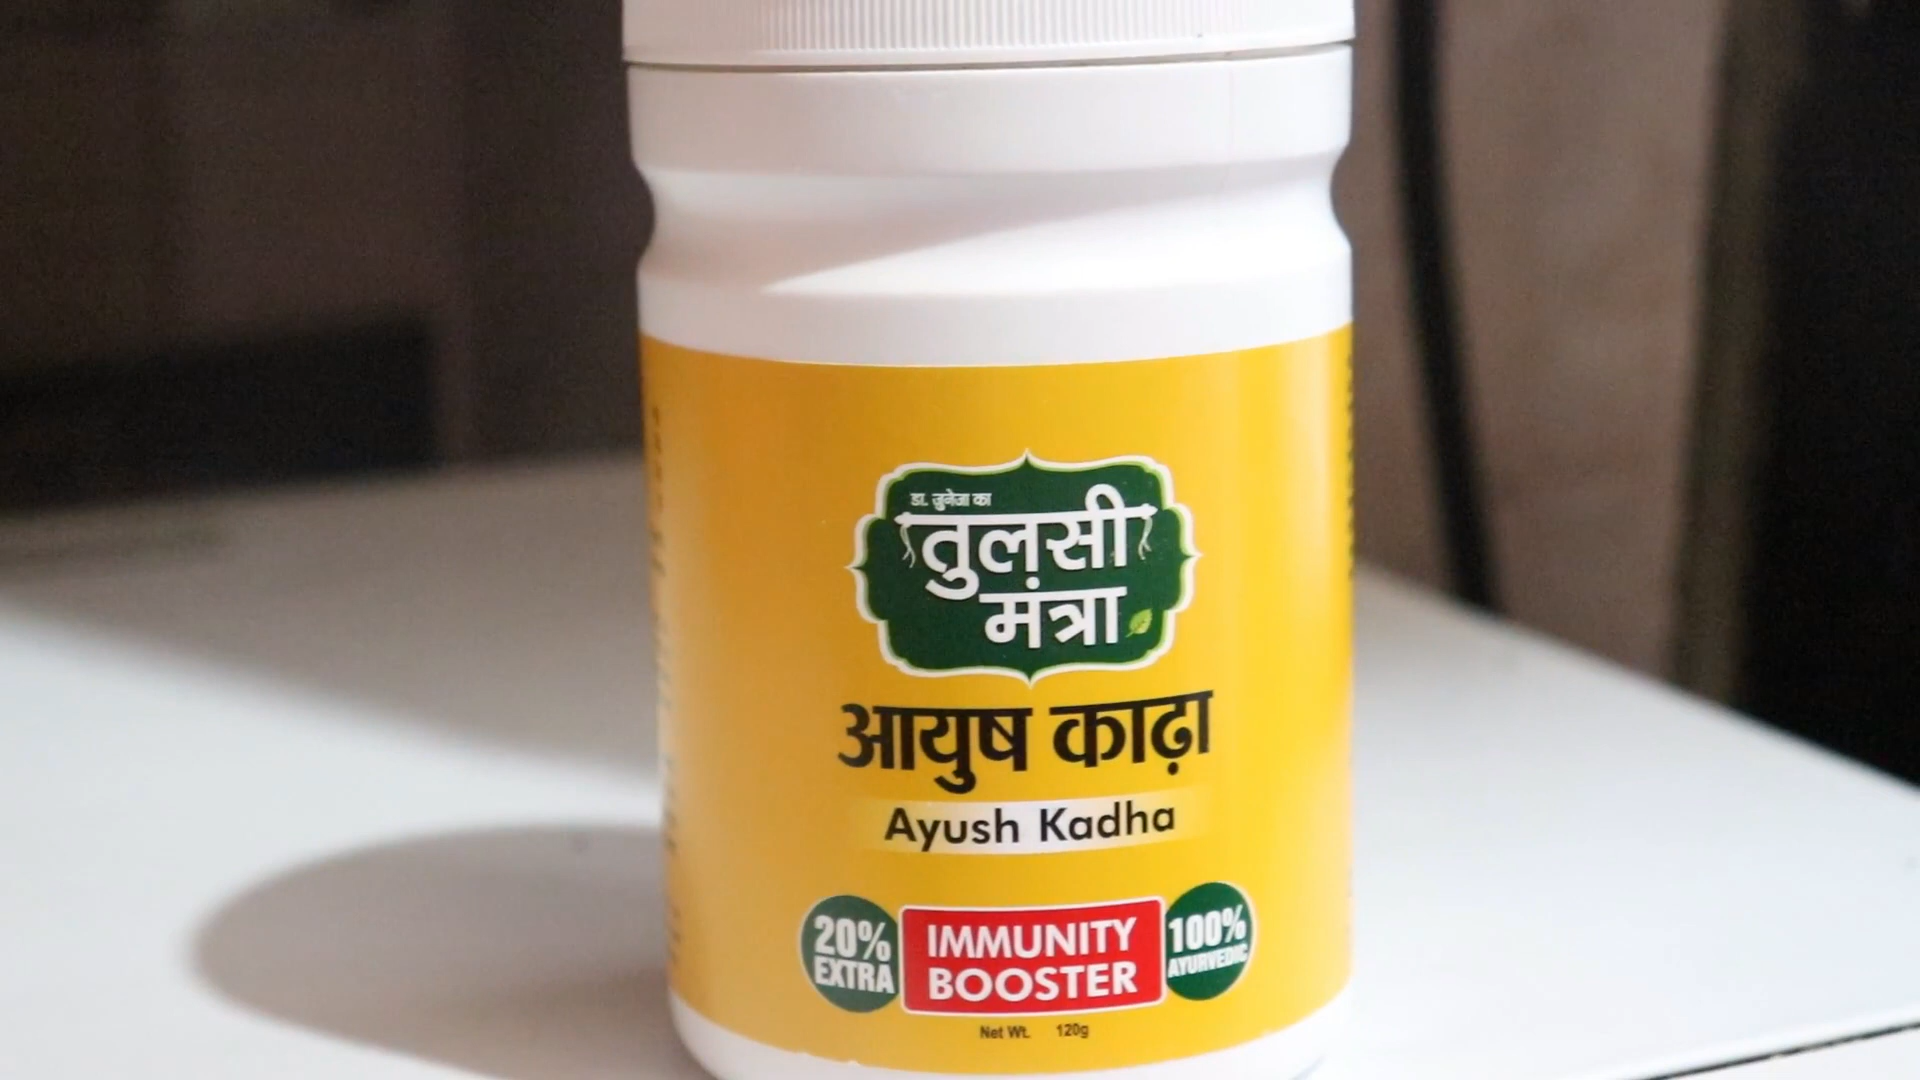 डा. जुनेजा का
तुलसी
मंत्रा
आयुष काढ़ा
Ayush Kadha
20%
EXTRA
IMMUNITY
BOOSTER
100%
AYURVEDIC
Net Wt. 120g